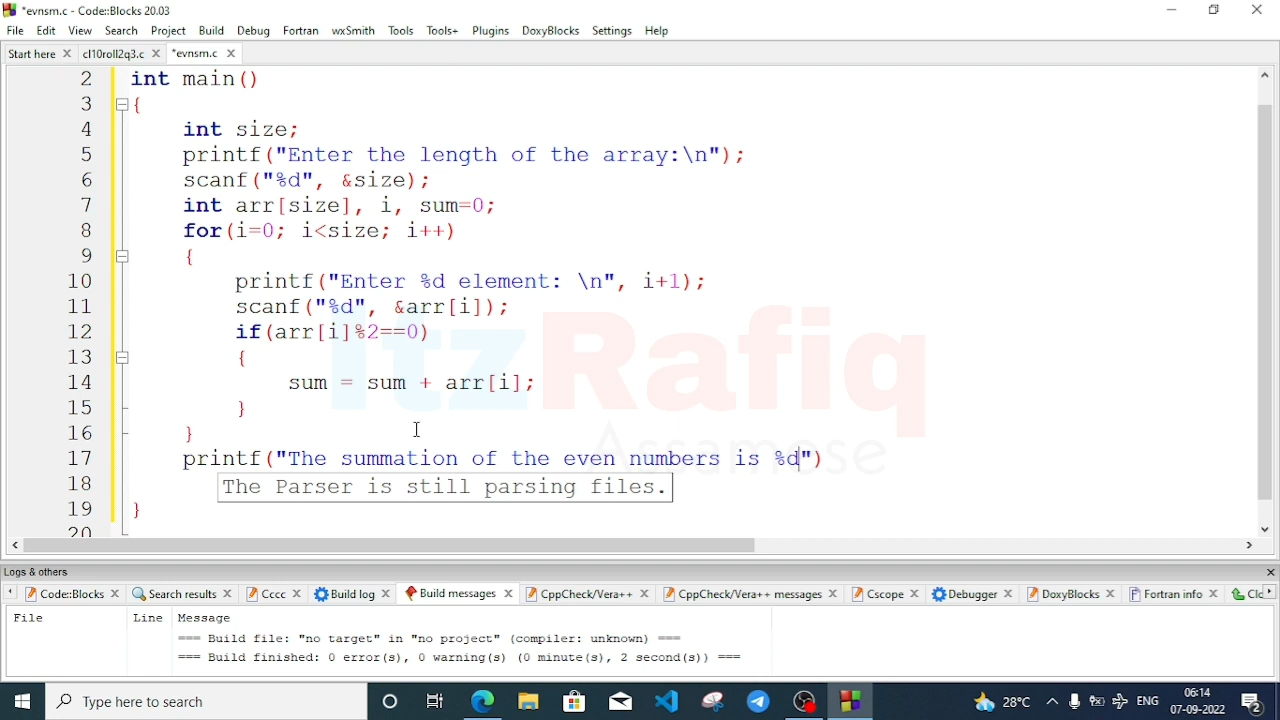 *evnsm.c - Code::Blocks 20.03
File Edit View Search Project Build Debug Fortran wxSmith Tools Tools+ Plugins DoxyBlocks Settings Help
Start here cl10roll2q3.c *evnsm.c
2 int main()
3 {
4 int size;
5 printf("Enter the length of the array:\n");
6 scanf("%d", &size);
7 int arr[size], i, sum=0;
8 for(i=0; i<size; i++)
9 {
10 printf("Enter %d element: \n", i+1);
11 scanf("%d", &arr[i]);
12 if(arr[i]%2==0)
13 {
14 sum = sum + arr[i];
15 }
16 }
17 printf("The summation of the even numbers is %d")
18 The Parser is still parsing files.
19 }
20
ItzRafiq
Assamese
Logs & others
Code::Blocks Search results Cccc Build log Build messages CppCheck/Vera++ CppCheck/Vera++ messages Cscope Debugger DoxyBlocks Fortran info Clo
File Line Message
=== Build file: "no target" in "no project" (compiler: unknown) ===
=== Build finished: 0 error(s), 0 warning(s) (0 minute(s), 2 second(s)) ===
Type here to search 28°C ENG 06:14
07-09-2022 2